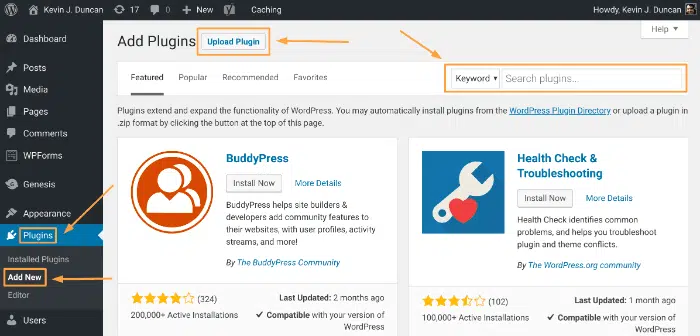 Kevin J. Duncan
17
0
+ New
Caching
Howdy, Kevin J. Duncan
Help ▼
Dashboard
Posts
Media
Pages
Comments
WPForms
Genesis
Appearance
Plugins
Installed Plugins
Add New
Editor
Users
Add Plugins
Upload Plugin
Featured
Popular
Recommended
Favorites
Keyword ▼
Search plugins...
Plugins extend and expand the functionality of WordPress. You may automatically install plugins from the WordPress Plugin Directory or upload a plugin in
.zip format by clicking the button at the top of this page.
BuddyPress
Install Now
More Details
BuddyPress helps site builders &
developers add community features to
their websites, with user profiles, activity
streams, and more!
By The BuddyPress Community
(324)
200,000+ Active Installations
Last Updated: 2 months ago
✓ Compatible with your version of
WordPress
Health Check &
Troubleshooting
Install Now
More Details
Health Check identifies common
problems, and helps you troubleshoot
plugin and theme conflicts.
By The WordPress.org community
(102)
100,000+ Active Installations
Last Updated: 1 month ago
✓ Compatible with your version of
WordPress